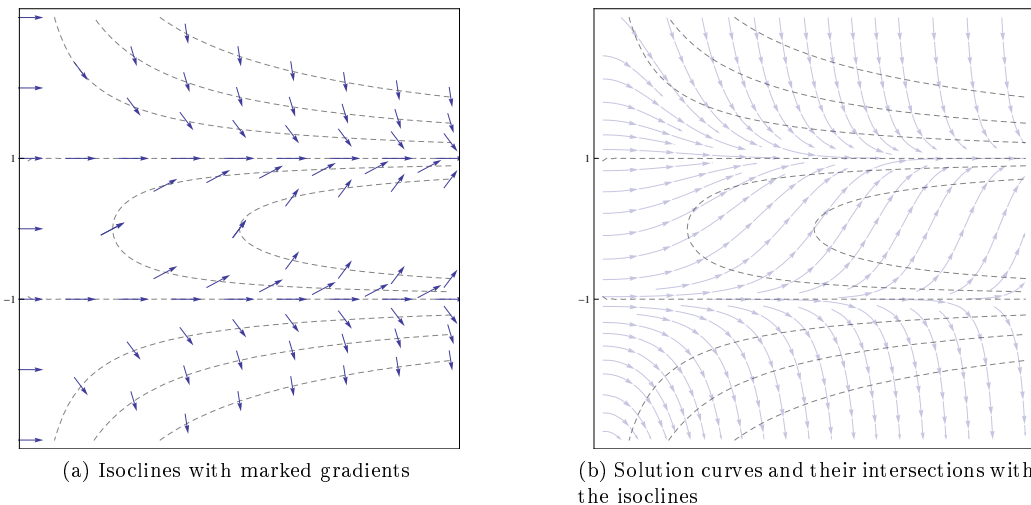 1
−1
(a) Isoclines with marked gradients
1
−1
(b) Solution curves and their intersections with
the isoclines